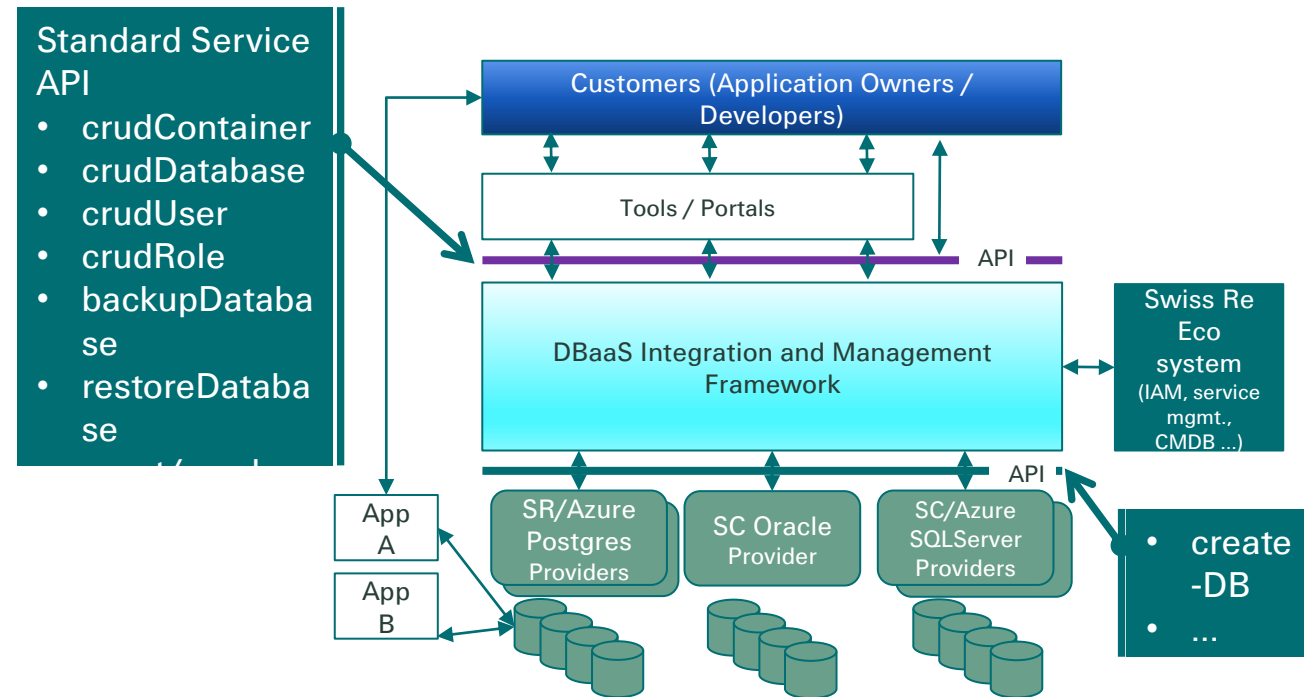 Standard Service
API
• crudContainer
• crudDatabase
• crudUser
• crudRole
• backupDataba
se
• restoreDataba
se
Customers (Application Owners /
Developers)
Tools / Portals
API
DBaaS Integration and Management
Framework
Swiss Re
Eco
system
(IAM, service
mgmt.,
CMDB ...)
API
App
A
App
B
SR/Azure
Postgres
Providers
SC Oracle
Provider
SC/Azure
SQLServer
Providers
• create
-DB
• ...